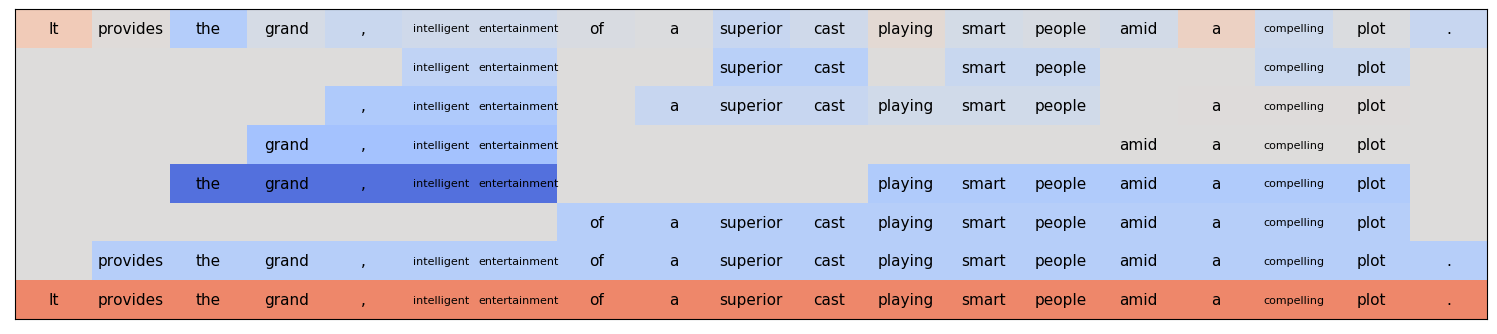 It provides the grand , intelligent entertainment of a superior cast playing smart people amid a compelling plot .
intelligent entertainment superior cast smart people compelling plot
, intelligent entertainment a superior cast playing smart people a compelling plot
grand , intelligent entertainment amid a compelling plot
the grand , intelligent entertainment playing smart people amid a compelling plot
of a superior cast playing smart people amid a compelling plot
provides the grand , intelligent entertainment of a superior cast playing smart people amid a compelling plot .
It provides the grand , intelligent entertainment of a superior cast playing smart people amid a compelling plot .